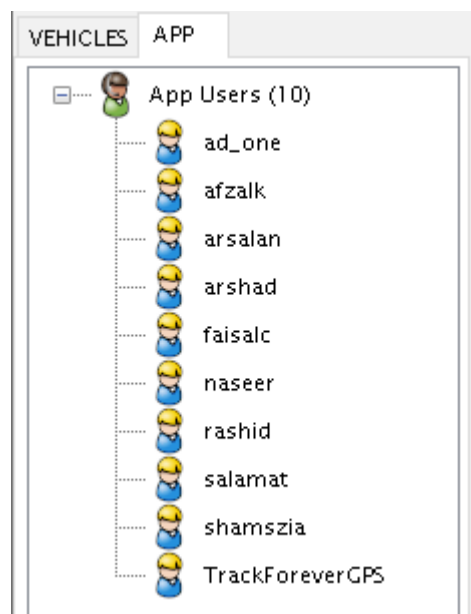 VEHICLES APP
App Users (10)
ad_one
afzalk
arsalan
arshad
faisalc
naseer
rashid
salamat
shamszia
TrackForeverGPS